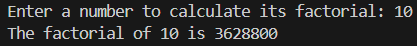 Enter a number to calculate its factorial: 10
The factorial of 10 is 3628800